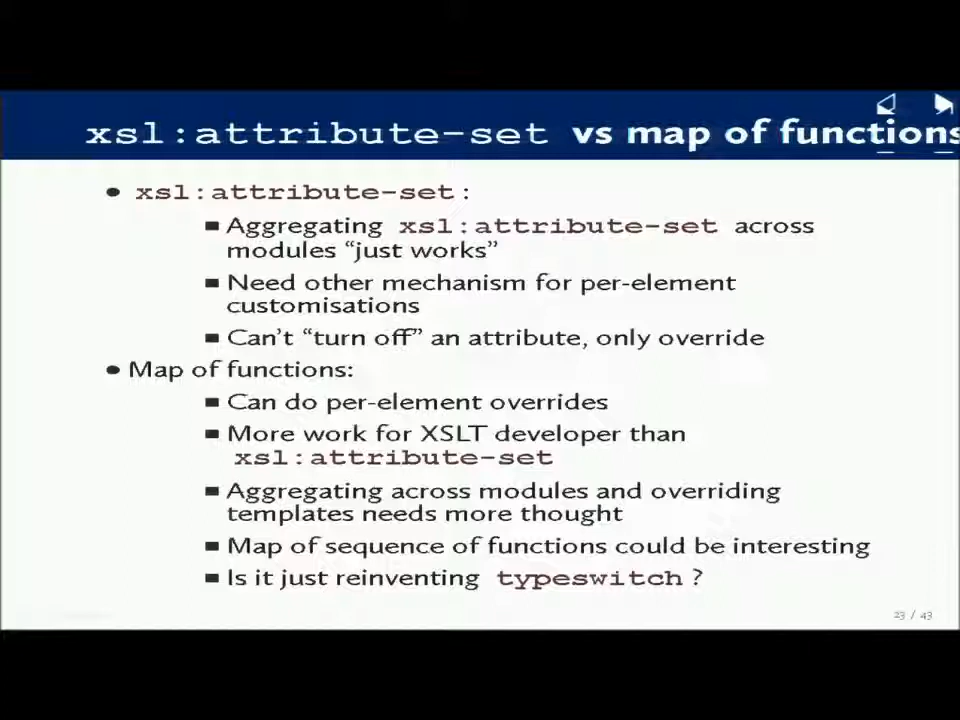 xsl:attribute-set vs map of functions
• xsl:attribute-set:
▪ Aggregating xsl:attribute-set across
modules “just works”
▪ Need other mechanism for per-element
customisations
▪ Can’t “turn off” an attribute, only override
• Map of functions:
▪ Can do per-element overrides
▪ More work for XSLT developer than
xsl:attribute-set
▪ Aggregating across modules and overriding
templates needs more thought
▪ Map of sequence of functions could be interesting
▪ Is it just reinventing typeswitch?
23 / 43